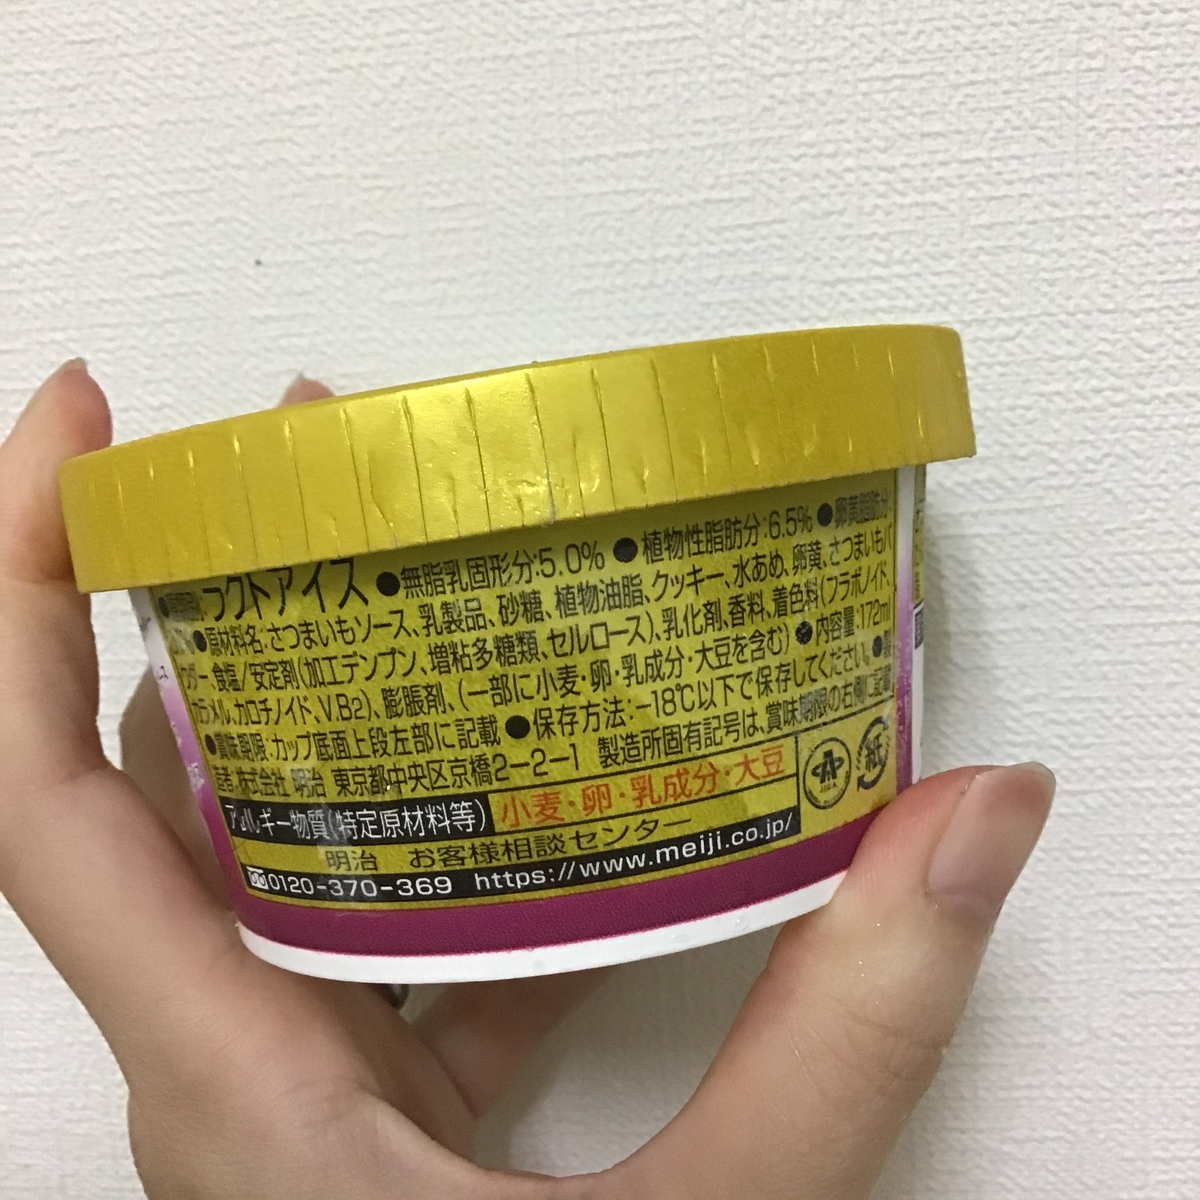 ラクトアイス ●無脂乳固形分:5.0% ●植物性脂肪分:6.5% ●卵黄脂肪分
●原材料名:さつまいもソース、乳製品、砂糖、植物油脂、クッキー、水あめ、卵黄、さつまいもパ
ウダー、食塩/安定剤(加工デンプン、増粘多糖類、セルロース)、乳化剤、香料、着色料(フラボノイド、
カラメル、カロチノイド、V.B2)、膨脹剤、(一部に小麦・卵・乳成分・大豆を含む) ●内容量:172ml
●賞味期限:カップ底面上段左部に記載 ●保存方法:−18℃以下で保存してください。●製
造者:株式会社 明治 東京都中央区京橋2−2−1 製造所固有記号は、賞味期限の右側に記載
アレルギー物質(特定原材料等) 小麦・卵・乳成分・大豆
明治 お客様相談センター
0120-370-369 https://www.meiji.co.jp/
紙